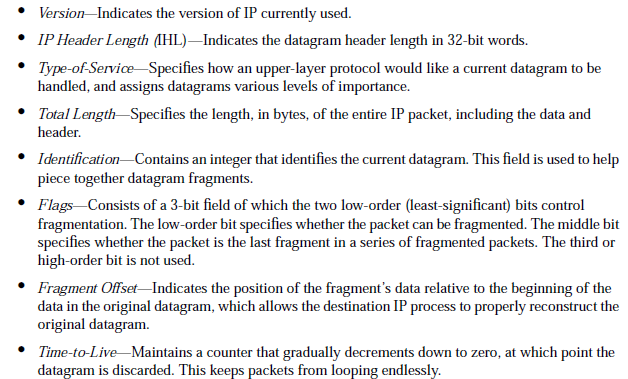 • Version—Indicates the version of IP currently used.
• IP Header Length (IHL)—Indicates the datagram header length in 32-bit words.
• Type-of-Service—Specifies how an upper-layer protocol would like a current datagram to be
handled, and assigns datagrams various levels of importance.
• Total Length—Specifies the length, in bytes, of the entire IP packet, including the data and
header.
• Identification—Contains an integer that identifies the current datagram. This field is used to help
piece together datagram fragments.
• Flags—Consists of a 3-bit field of which the two low-order (least-significant) bits control
fragmentation. The low-order bit specifies whether the packet can be fragmented. The middle bit
specifies whether the packet is the last fragment in a series of fragmented packets. The third or
high-order bit is not used.
• Fragment Offset—Indicates the position of the fragment's data relative to the beginning of the
data in the original datagram, which allows the destination IP process to properly reconstruct the
original datagram.
• Time-to-Live—Maintains a counter that gradually decrements down to zero, at which point the
datagram is discarded. This keeps packets from looping endlessly.